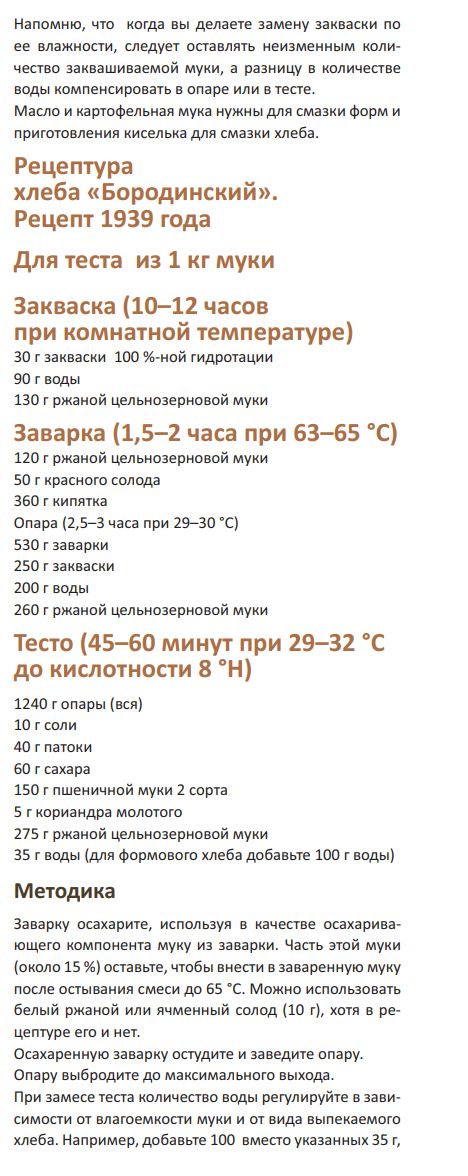 Напомню, что когда вы делаете замену закваски по
ее влажности, следует оставлять неизменным коли-
чество заквашиваемой муки, а разницу в количестве
воды компенсировать в опаре или в тесте.
Масло и картофельная мука нужны для смазки форм и
приготовления киселька для смазки хлеба.
Рецептура
хлеба «Бородинский».
Рецепт 1939 года
Для теста из 1 кг муки
Закваска (10–12 часов
при комнатной температуре)
30 г закваски 100 %-ной гидротации
90 г воды
130 г ржаной цельнозерновой муки
Заварка (1,5–2 часа при 63–65 °С)
120 г ржаной цельнозерновой муки
50 г красного солода
360 г кипятка
Опара (2,5–3 часа при 29–30 °С)
530 г заварки
250 г закваски
200 г воды
260 г ржаной цельнозерновой муки
Тесто (45–60 минут при 29–32 °С
до кислотности 8 °Н)
1240 г опары (вся)
10 г соли
40 г патоки
60 г сахара
150 г пшеничной муки 2 сорта
5 г кориандра молотого
275 г ржаной цельнозерновой муки
35 г воды (для формового хлеба добавьте 100 г воды)
Методика
Заварку осахарите, используя в качестве осахарива-
ющего компонента муку из заварки. Часть этой муки
(около 15 %) оставьте, чтобы внести в заваренную муку
после остывания смеси до 65 °С. Можно использовать
белый ржаной или ячменный солод (10 г), хотя в ре-
цептуре его и нет.
Осахаренную заварку остудите и заведите опару.
Опару выбродите до максимального выхода.
При замесе теста количество воды регулируйте в зави-
симости от влагоемкости муки и от вида выпекаемого
хлеба. Например, добавьте 100 вместо указанных 35 г,